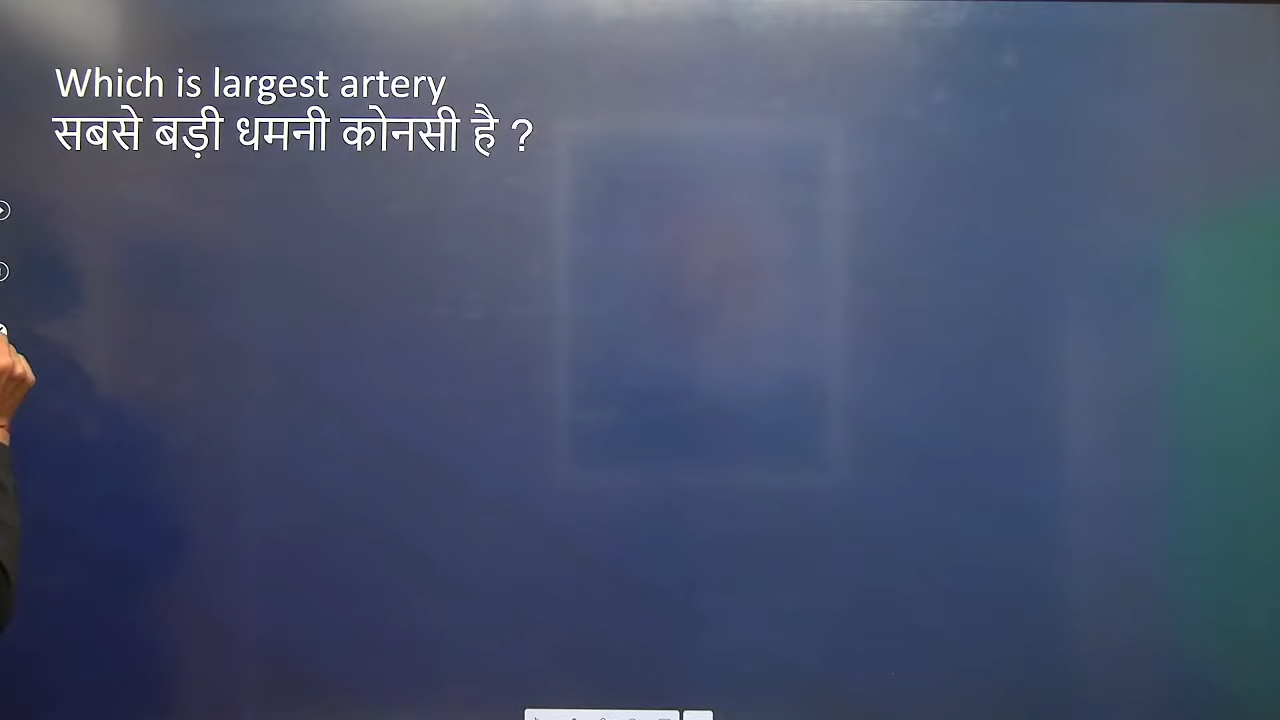 Which is largest artery
सबसे बड़ी धमनी कोनसी है ?